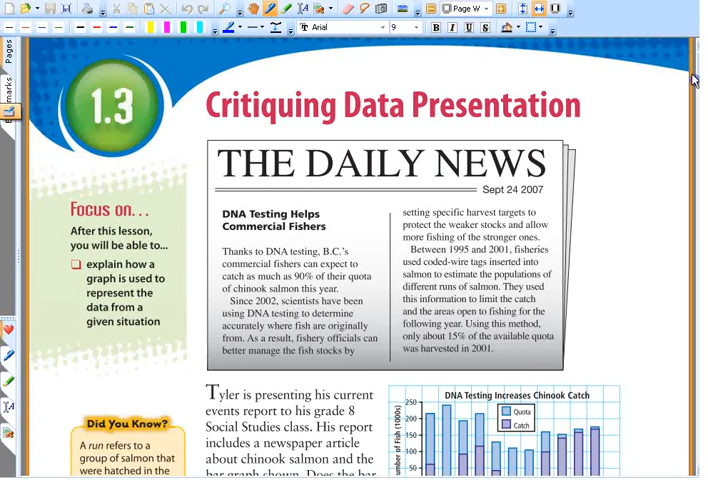 Page W
Arial
9
B I U S
Pages
marks
1.3
Critiquing Data Presentation
THE DAILY NEWS
Sept 24 2007
Focus on…
After this lesson,
you will be able to...
explain how a
graph is used to
represent the
data from a
given situation
DNA Testing Helps
Commercial Fishers
Thanks to DNA testing, B.C.'s
commercial fishers can expect to
catch as much as 90% of their quota
of chinook salmon this year.
Since 2002, scientists have been
using DNA testing to determine
accurately where fish are originally
from. As a result, fishery officials can
better manage the fish stocks by
setting specific harvest targets to
protect the weaker stocks and allow
more fishing of the stronger ones.
Between 1995 and 2001, fisheries
used coded-wire tags inserted into
salmon to estimate the populations of
different runs of salmon. They used
this information to limit the catch
and the areas open to fishing for the
following year. Using this method,
only about 15% of the available quota
was harvested in 2001.
Did You Know?
A run refers to a
group of salmon that
were hatched in the
Tyler is presenting his current
events report to his grade 8
Social Studies class. His report
includes a newspaper article
about chinook salmon and the
bar graph shown. Does the bar
DNA Testing Increases Chinook Catch
250
200
150
100
50
Quota
Catch
of Fish (1000s)